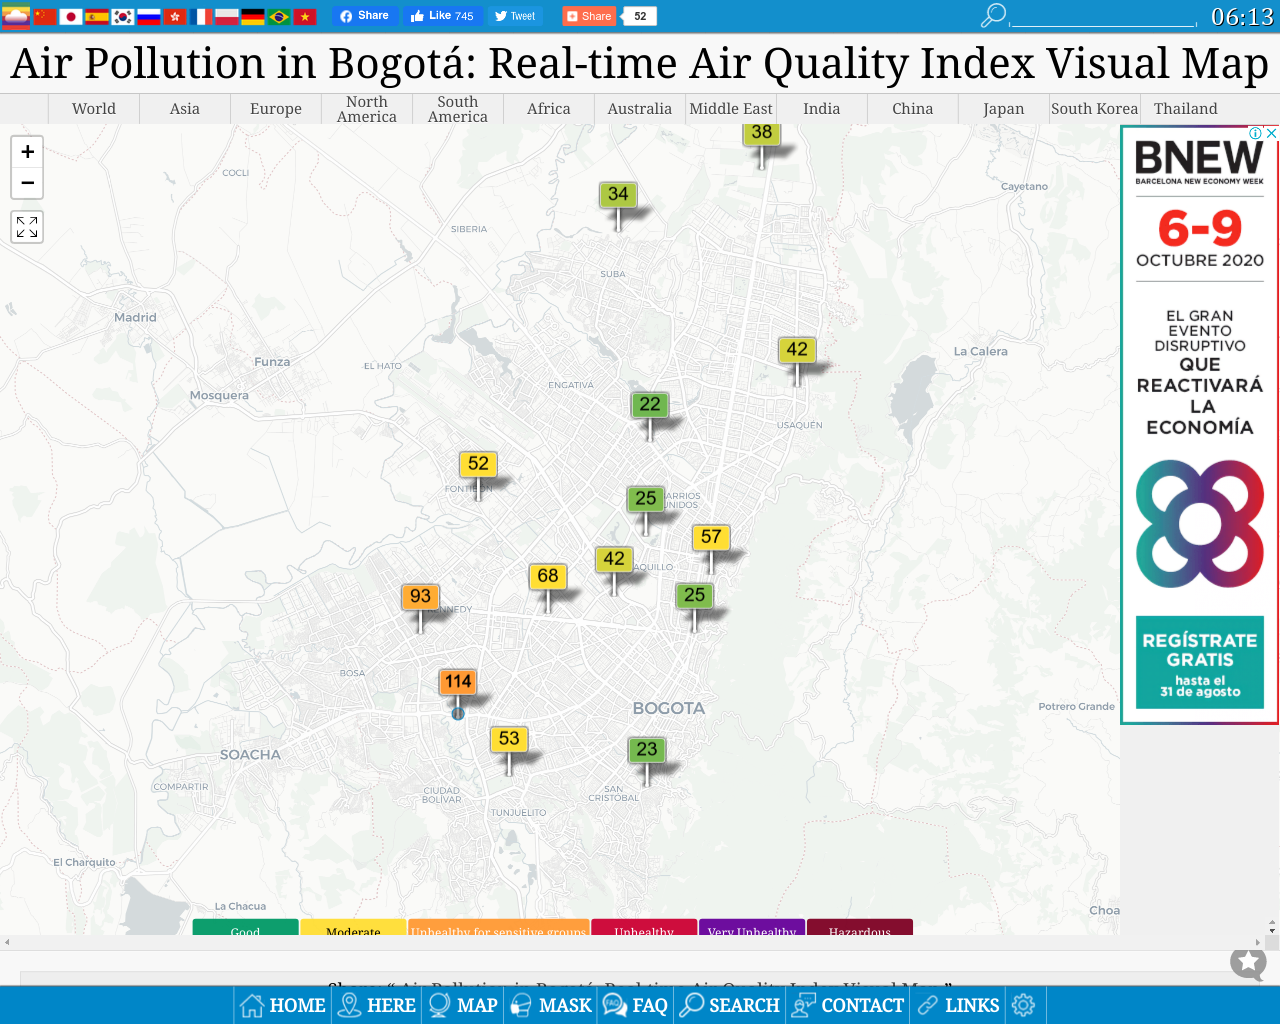 Share
Like 745
Tweet
Share
52
06:13
Air Pollution in Bogotá: Real-time Air Quality Index Visual Map
World
Asia
Europe
North America
South America
Africa
Australia
Middle East
India
China
Japan
South Korea
Thailand
+
−
38
COCLI
Cayetano
34
SIBERIA
SUBA
Madrid
42
Funza
EL HATO
La Calera
ENGATIVÁ
Mosquera
22
USAQUÉN
52
FONTIBÓN
25
BARRIOS
UNIDOS
57
42
68
93
KENNEDY
25
BOSA
114
BOGOTA
Potrero Grande
53
23
SOACHA
COMPARTIR
CIUDAD
BOLÍVAR
SAN
CRISTÓBAL
TUNJUELITO
El Charquito
La Chacua
Choa
Good
Moderate
Unhealthy for sensitive groups
Unhealthy
Very Unhealthy
Hazardous
BNEW
BARCELONA NEW ECONOMY WEEK
6-9
OCTUBRE 2020
EL GRAN
EVENTO
DISRUPTIVO
QUE
REACTIVARÁ
LA
ECONOMÍA
REGÍSTRATE
GRATIS
hasta el
31 de agosto
HOME
HERE
MAP
MASK
FAQ
SEARCH
CONTACT
LINKS